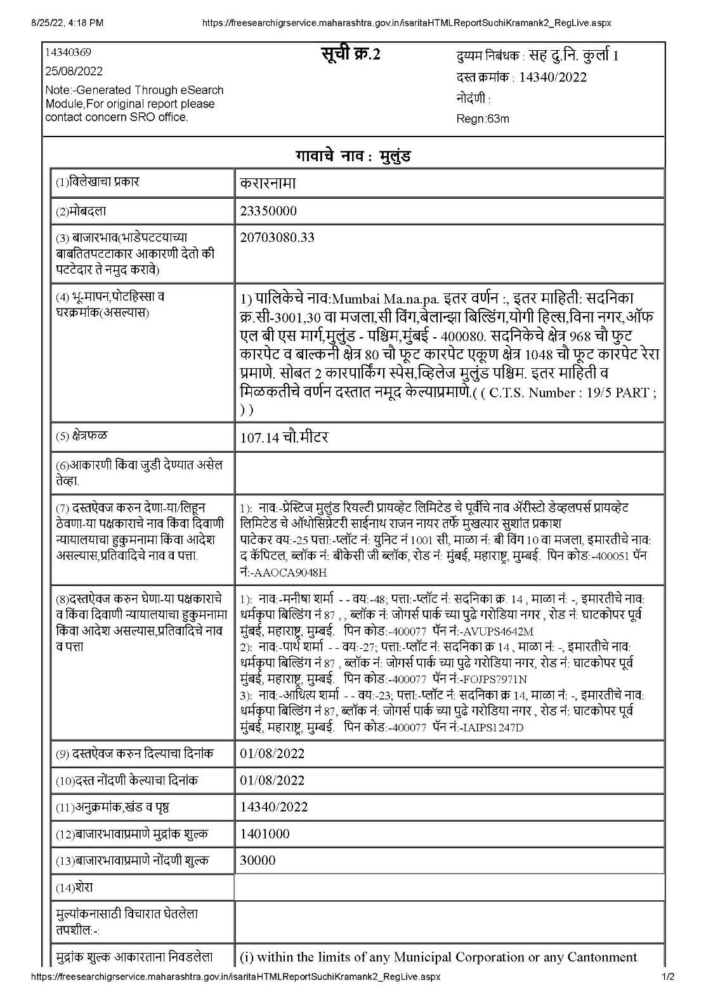 8/25/22, 4:18 PM
https://freesearchigrservice.maharashtra.gov.in/isaritaHTMLReportSuchiKramank2_RegLive.aspx
14340369
25/08/2022
Note:-Generated Through eSearch
Module,For original report please
contact concern SRO office.
सूची क्र.2
दुय्यम निबंधक : सह दु.नि. कुर्ला 1
दस्त क्रमांक : 14340/2022
नोदंणी :
Regn:63m
गावाचे नाव : मुलुंड
(1)विलेखाचा प्रकार
करारनामा
(2)मोबदला
23350000
(3) बाजारभाव(भाडेपटटयाच्या
बाबतितपटटाकार आकारणी देतो की
पटटेदार ते नमुद करावे)
20703080.33
(4) भू-मापन,पोटहिस्सा व
घरक्रमांक(असल्यास)
1) पालिकेचे नाव:Mumbai Ma.na.pa. इतर वर्णन :, इतर माहिती: सदनिका
क्र.सी-3001,30 वा मजला,सी विंग,बेलान्झा बिल्डिंग,योगी हिल्स,विना नगर,ऑफ
एल बी एस मार्ग,मुलुंड - पश्चिम,मुंबई - 400080. सदनिकेचे क्षेत्र 968 चौ फुट
कारपेट व बाल्कनी क्षेत्र 80 चौ फूट कारपेट एकूण क्षेत्र 1048 चौ फूट कारपेट रेरा
प्रमाणे. सोबत 2 कारपार्किंग स्पेस,व्हिलेज मुलुंड पश्चिम. इतर माहिती व
मिळकतीचे वर्णन दस्तात नमूद केल्याप्रमाणे.( ( C.T.S. Number : 19/5 PART ;
) )
(5) क्षेत्रफळ
107.14 चौ.मीटर
(6)आकारणी किंवा जुडी देण्यात असेल
तेव्हा.
(7) दस्तऐवज करुन देणा-या/लिहून
ठेवणा-या पक्षकाराचे नाव किंवा दिवाणी
न्यायालयाचा हुकुमनामा किंवा आदेश
असल्यास,प्रतिवादिचे नाव व पत्ता.
1): नाव:-प्रेस्टिज मुलुंड रियल्टी प्रायव्हेट लिमिटेड चे पूर्वीचे नाव ॲरीस्टो डेव्हलपर्स प्रायव्हेट
लिमिटेड चे ऑथोसिग्नेटरी साईनाथ राजन नायर तर्फे मुखत्यार सुशांत प्रकाश
पाटेकर वय:-25 पत्ता:-प्लॉट नं: युनिट नं 1001 सी, माळा नं: बी विंग 10 वा मजला, इमारतीचे नाव:
द कॅपिटल, ब्लॉक नं: बीकेसी जी ब्लॉक, रोड नं: मुंबई, महाराष्ट्र, मुम्बई. पिन कोड:-400051 पॅन
नं:-AAOCA9048H
(8)दस्तऐवज करुन घेणा-या पक्षकाराचे
व किंवा दिवाणी न्यायालयाचा हुकुमनामा
किंवा आदेश असल्यास,प्रतिवादिचे नाव
व पत्ता
1): नाव:-मनीषा शर्मा - - वय:-48; पत्ता:-प्लॉट नं: सदनिका क्र. 14 , माळा नं: -, इमारतीचे नाव:
धर्मकृपा बिल्डिंग नं 87 , , ब्लॉक नं: जोगर्स पार्क च्या पुढे गरोडिया नगर , रोड नं: घाटकोपर पूर्व
मुंबई, महाराष्ट्र, मुम्बई. पिन कोड:-400077 पॅन नं:-AVUPS4642M
2): नाव:-पार्थ शर्मा - - वय:-27; पत्ता:-प्लॉट नं: सदनिका क्र 14 , माळा नं: -, इमारतीचे नाव:
धर्मकृपा बिल्डिंग नं 87 , ब्लॉक नं: जोगर्स पार्क च्या पुढे गरोडिया नगर, रोड नं: घाटकोपर पूर्व
मुंबई, महाराष्ट्र, मुम्बई. पिन कोड:-400077 पॅन नं:-FOJPS7971N
3): नाव:-आधित्य शर्मा - - वय:-23; पत्ता:-प्लॉट नं: सदनिका क्र 14, माळा नं: -, इमारतीचे नाव:
धर्मकृपा बिल्डिंग नं 87, ब्लॉक नं: जोगर्स पार्क च्या पुढे गरोडिया नगर , रोड नं: घाटकोपर पूर्व
मुंबई, महाराष्ट्र, मुम्बई. पिन कोड:-400077 पॅन नं:-IAIPS1247D
(9) दस्तऐवज करुन दिल्याचा दिनांक
01/08/2022
(10)दस्त नोंदणी केल्याचा दिनांक
01/08/2022
(11)अनुक्रमांक,खंड व पृष्ठ
14340/2022
(12)बाजारभावाप्रमाणे मुद्रांक शुल्क
1401000
(13)बाजारभावाप्रमाणे नोंदणी शुल्क
30000
(14)शेरा
मुल्यांकनासाठी विचारात घेतलेला
तपशील:-:
मुद्रांक शुल्क आकारताना निवडलेला
(i) within the limits of any Municipal Corporation or any Cantonment
https://freesearchigrservice.maharashtra.gov.in/isaritaHTMLReportSuchiKramank2_RegLive.aspx
1/2